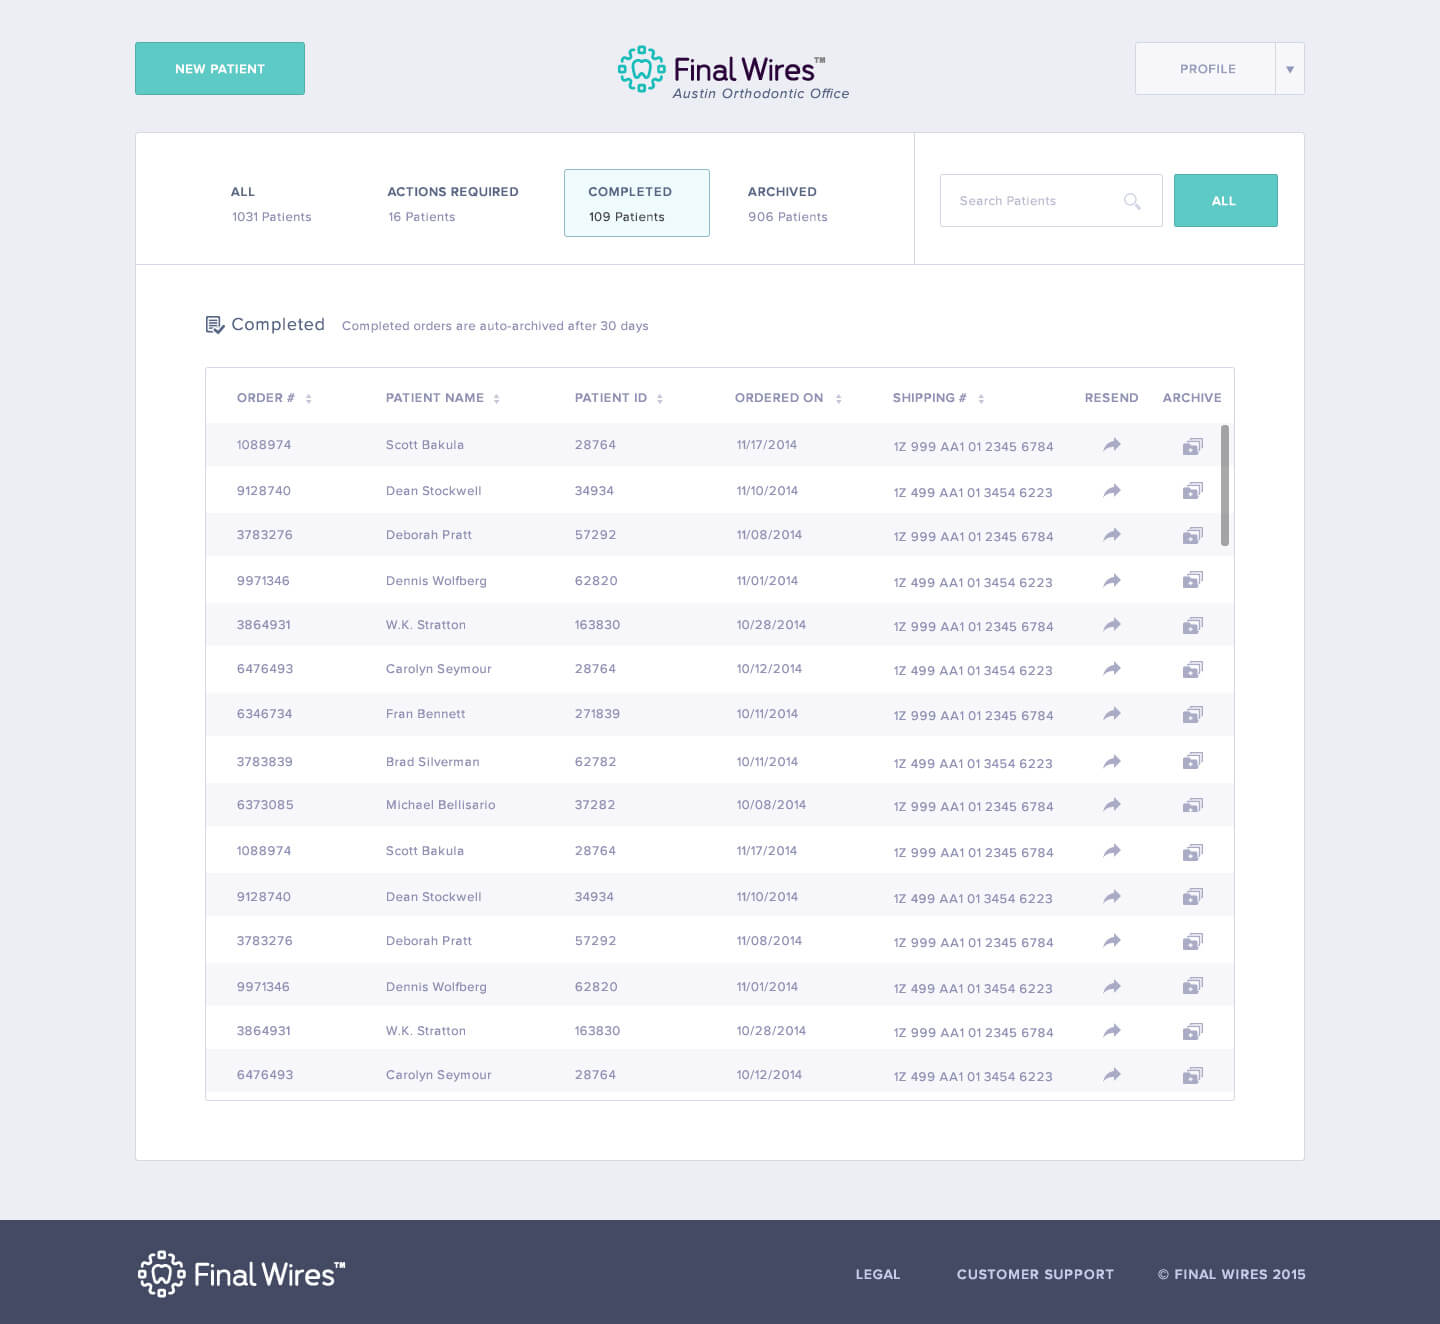 NEW PATIENT
Final Wires™
Austin Orthodontic Office
PROFILE
ALL
1031 Patients
ACTIONS REQUIRED
16 Patients
COMPLETED
109 Patients
ARCHIVED
906 Patients
Search Patients
ALL
Completed Completed orders are auto-archived after 30 days
ORDER # PATIENT NAME PATIENT ID ORDERED ON SHIPPING # RESEND ARCHIVE
1088974 Scott Bakula 28764 11/17/2014 1Z 999 AA1 01 2345 6784
9128740 Dean Stockwell 34934 11/10/2014 1Z 499 AA1 01 3454 6223
3783276 Deborah Pratt 57292 11/08/2014 1Z 999 AA1 01 2345 6784
9971346 Dennis Wolfberg 62820 11/01/2014 1Z 499 AA1 01 3454 6223
3864931 W.K. Stratton 163830 10/28/2014 1Z 999 AA1 01 2345 6784
6476493 Carolyn Seymour 28764 10/12/2014 1Z 499 AA1 01 3454 6223
6346734 Fran Bennett 271839 10/11/2014 1Z 999 AA1 01 2345 6784
3783839 Brad Silverman 62782 10/11/2014 1Z 499 AA1 01 3454 6223
6373085 Michael Bellisario 37282 10/08/2014 1Z 999 AA1 01 2345 6784
1088974 Scott Bakula 28764 11/17/2014 1Z 999 AA1 01 2345 6784
9128740 Dean Stockwell 34934 11/10/2014 1Z 499 AA1 01 3454 6223
3783276 Deborah Pratt 57292 11/08/2014 1Z 999 AA1 01 2345 6784
9971346 Dennis Wolfberg 62820 11/01/2014 1Z 499 AA1 01 3454 6223
3864931 W.K. Stratton 163830 10/28/2014 1Z 999 AA1 01 2345 6784
6476493 Carolyn Seymour 28764 10/12/2014 1Z 499 AA1 01 3454 6223
Final Wires™
LEGAL
CUSTOMER SUPPORT
© FINAL WIRES 2015